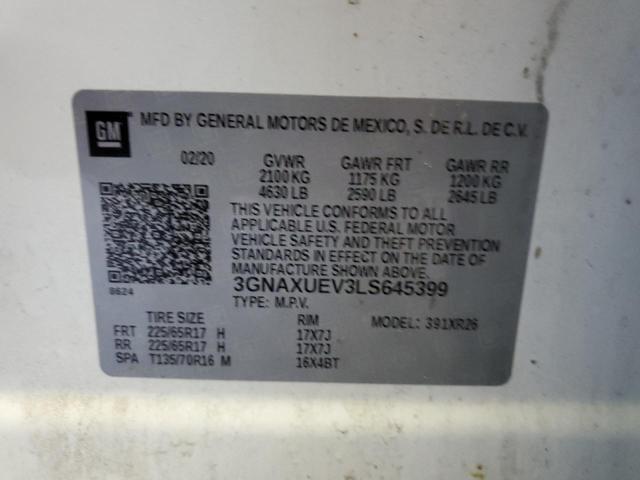 GM MFD BY GENERAL MOTORS DE MEXICO, S. DE R.L. DE C.V.
02/20 GVWR GAWR FRT GAWR RR
2100 KG 1175 KG 1200 KG
4630 LB 2590 LB 2645 LB
THIS VEHICLE CONFORMS TO ALL
APPLICABLE U.S. FEDERAL MOTOR
VEHICLE SAFETY AND THEFT PREVENTION
STANDARDS IN EFFECT ON THE DATE OF
MANUFACTURE SHOWN ABOVE.
0624 3GNAXUEV3LS645399
TYPE: M.P.V.
TIRE SIZE RIM MODEL: 391XR26
FRT 225/65R17 H 17X7J
RR 225/65R17 H 17X7J
SPA T135/70R16 M 16X4BT